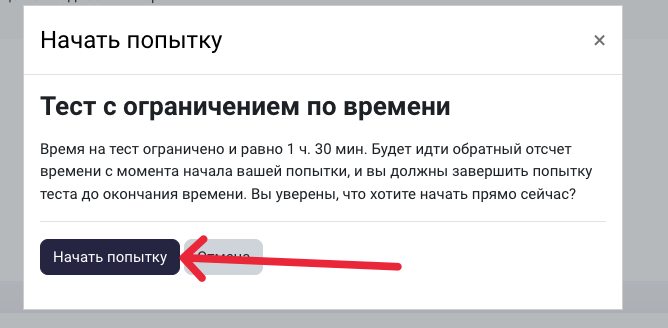 Начать попытку
×
Тест с ограничением по времени
Время на тест ограничено и равно 1 ч. 30 мин. Будет идти обратный отсчет
времени с момента начала вашей попытки, и вы должны завершить попытку
теста до окончания времени. Вы уверены, что хотите начать прямо сейчас?
Начать попытку
Отмена